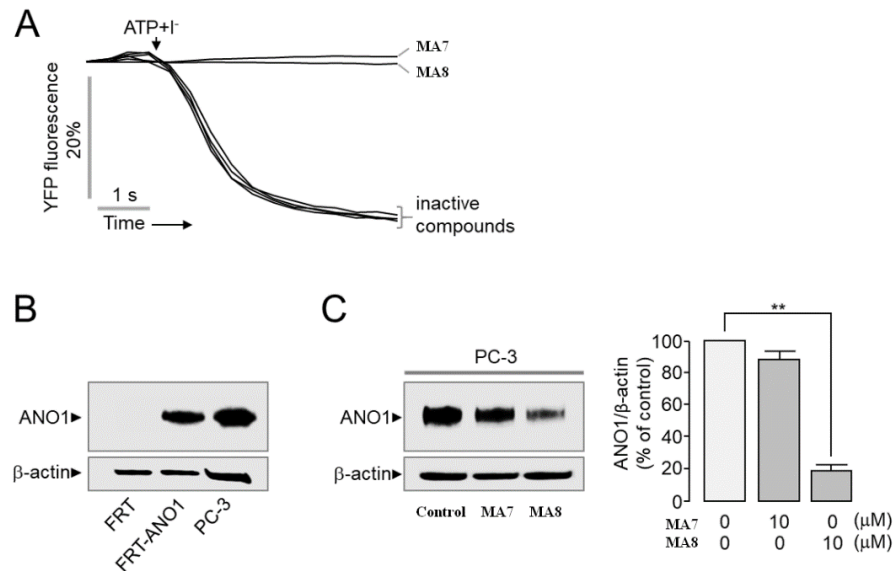 A
ATP+I⁻
MA7
MA8
YFP fluorescence
20%
1 s
Time
inactive
compounds
B
ANO1
β-actin
FRT
FRT-ANO1
PC-3
C
PC-3
ANO1
β-actin
Control MA7 MA8
**
ANO1/β-actin
(% of control)
100
80
60
40
20
0
MA7 0 10 0 (μM)
MA8 0 0 10 (μM)